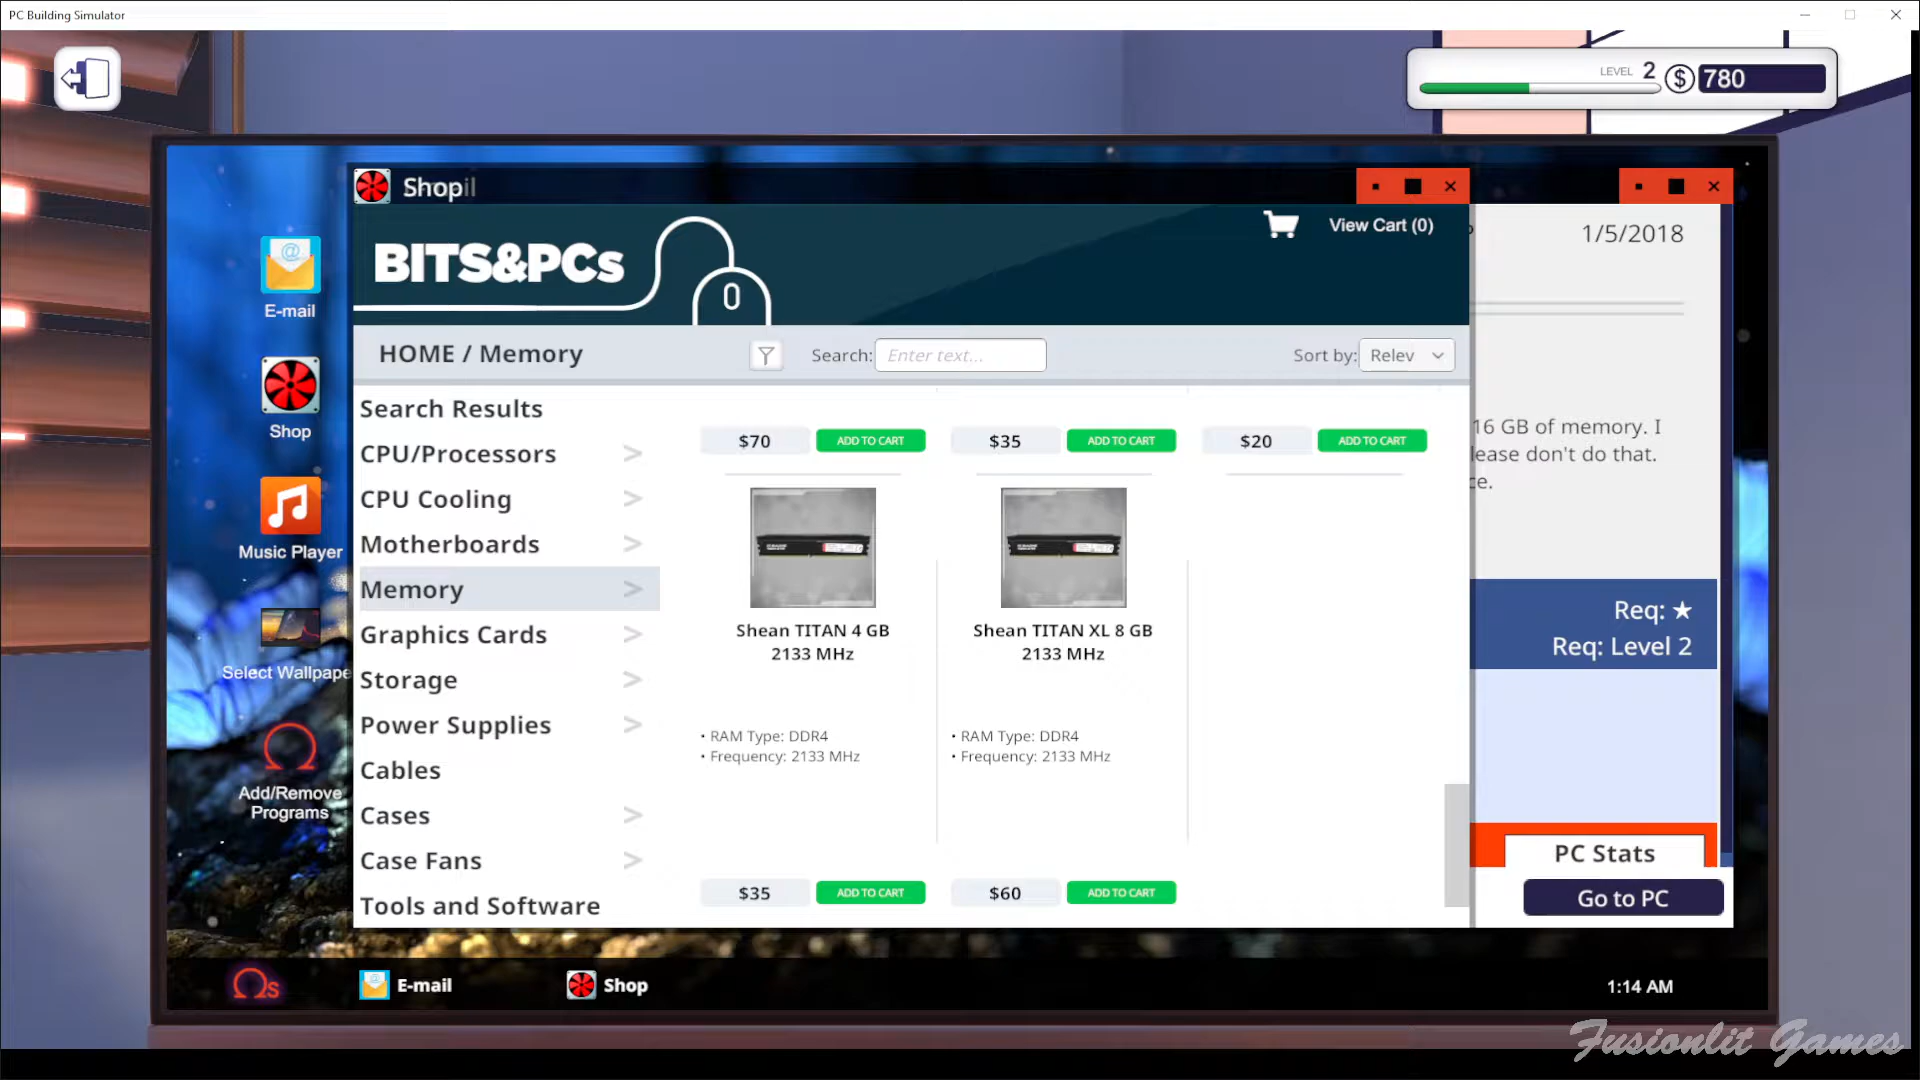 PC Building Simulator
LEVEL 2
$ 780
Shop
BITS&PCs
View Cart (0)
HOME / Memory
Search:
Enter text...
Sort by:
Relev
Search Results
CPU/Processors >
CPU Cooling >
Motherboards >
Memory >
Graphics Cards >
Storage >
Power Supplies >
Cables
Cases >
Case Fans >
Tools and Software
$70
ADD TO CART
$35
ADD TO CART
$20
ADD TO CART
Shean TITAN 4 GB
2133 MHz
• RAM Type: DDR4
• Frequency: 2133 MHz
$35
ADD TO CART
Shean TITAN XL 8 GB
2133 MHz
• RAM Type: DDR4
• Frequency: 2133 MHz
$60
ADD TO CART
1/5/2018
16 GB of memory. I
lease don't do that.
ce.
Req: ★
Req: Level 2
PC Stats
Go to PC
E-mail
Shop
Music Player
Select Wallpape
Add/Remove
Programs
Ωs
E-mail
Shop
1:14 AM
Fusionlit Games